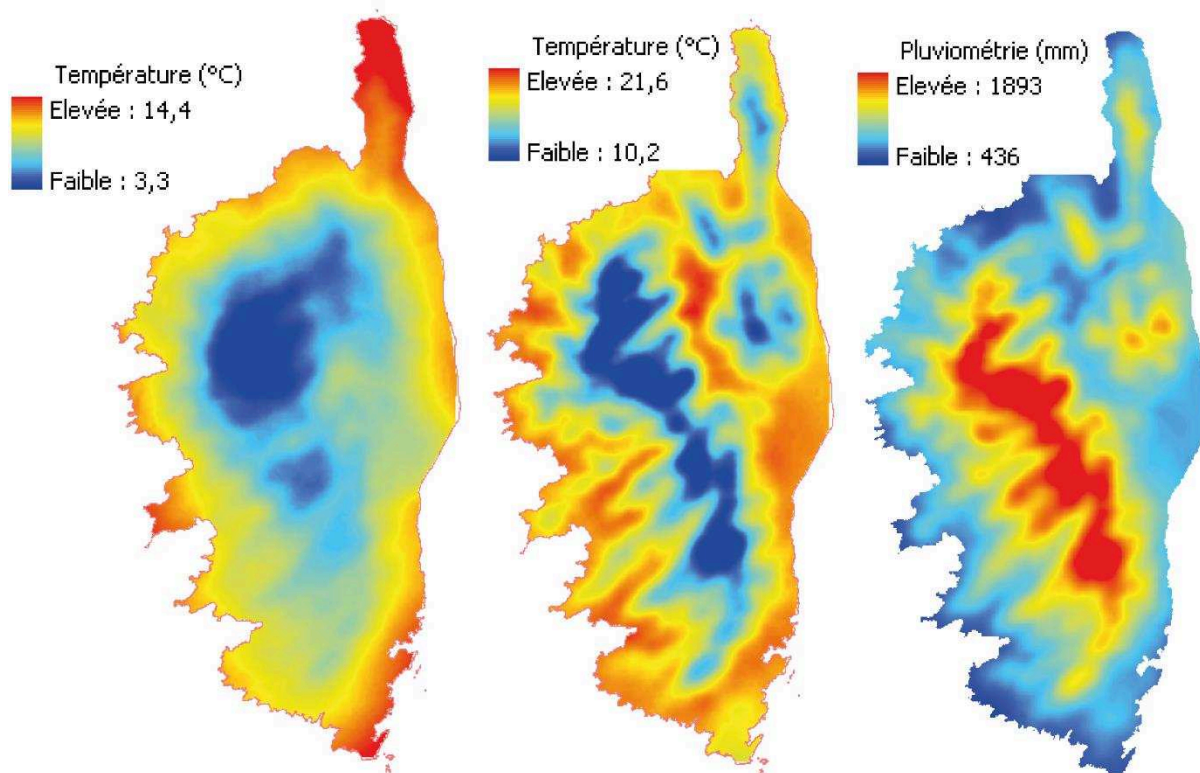 Température (°C)
Elevée : 14,4
Faible : 3,3
Température (°C)
Elevée : 21,6
Faible : 10,2
Pluviométrie (mm)
Elevée : 1893
Faible : 436